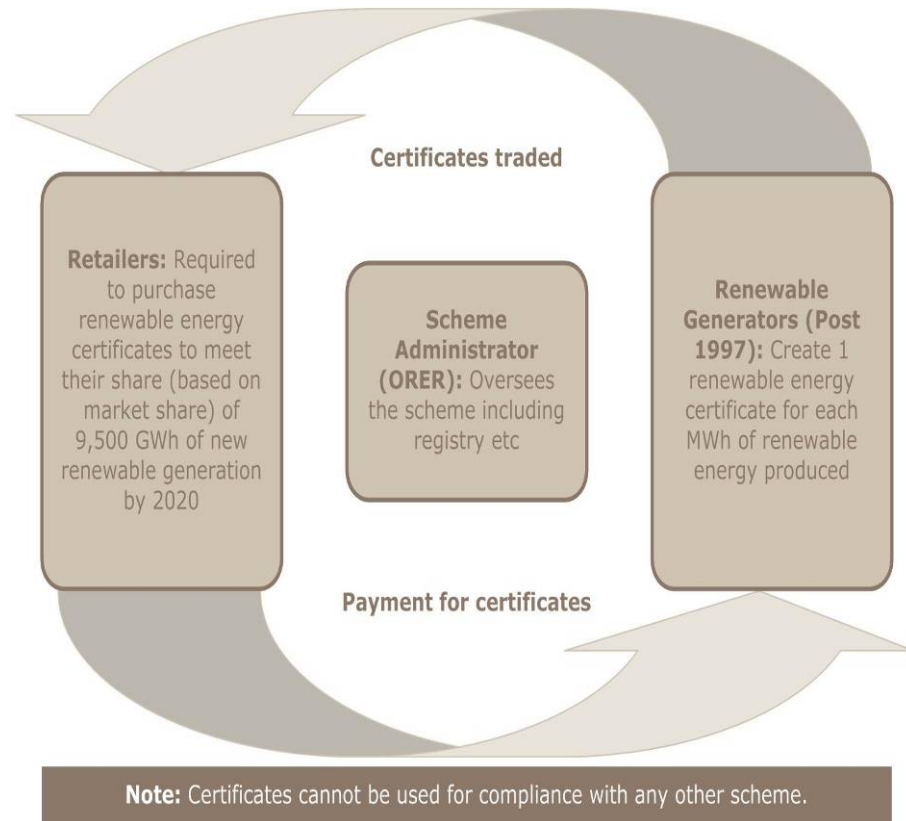 Certificates traded
Retailers: Required
to purchase
renewable energy
certificates to meet
their share (based on
market share) of
9,500 GWh of new
renewable generation
by 2020
Scheme
Administrator
(ORER): Oversees
the scheme including
registry etc
Renewable
Generators (Post
1997): Create 1
renewable energy
certificate for each
MWh of renewable
energy produced
Payment for certificates
Note: Certificates cannot be used for compliance with any other scheme.